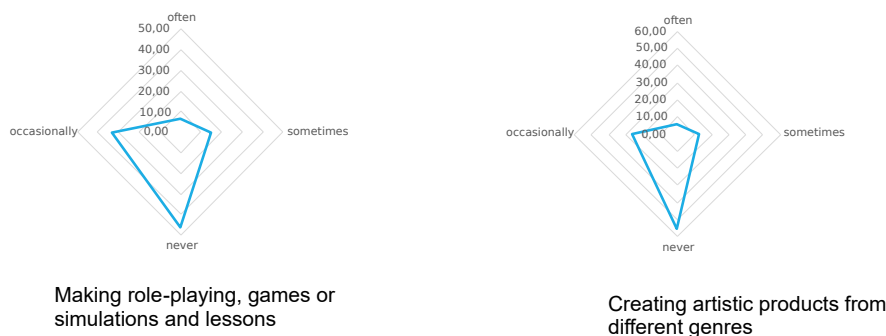 often
50,00
40,00
30,00
20,00
10,00
0,00
occasionally
sometimes
never
Making role-playing, games or
simulations and lessons
often
60,00
50,00
40,00
30,00
20,00
10,00
0,00
occasionally
sometimes
never
Creating artistic products from
different genres